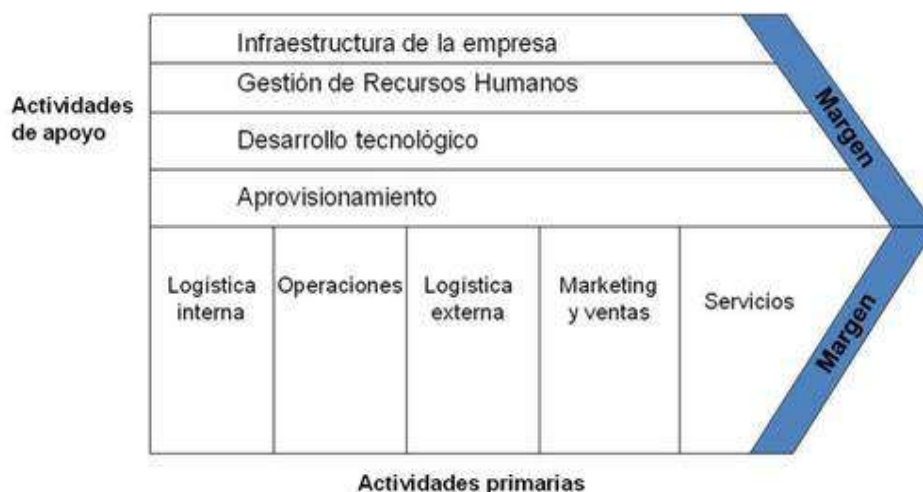 Infraestructura de la empresa
Gestión de Recursos Humanos
Actividades
de apoyo
Desarrollo tecnológico
Aprovisionamiento
Margen
Logística
interna
Operaciones
Logística
externa
Marketing
y ventas
Servicios
Margen
Actividades primarias